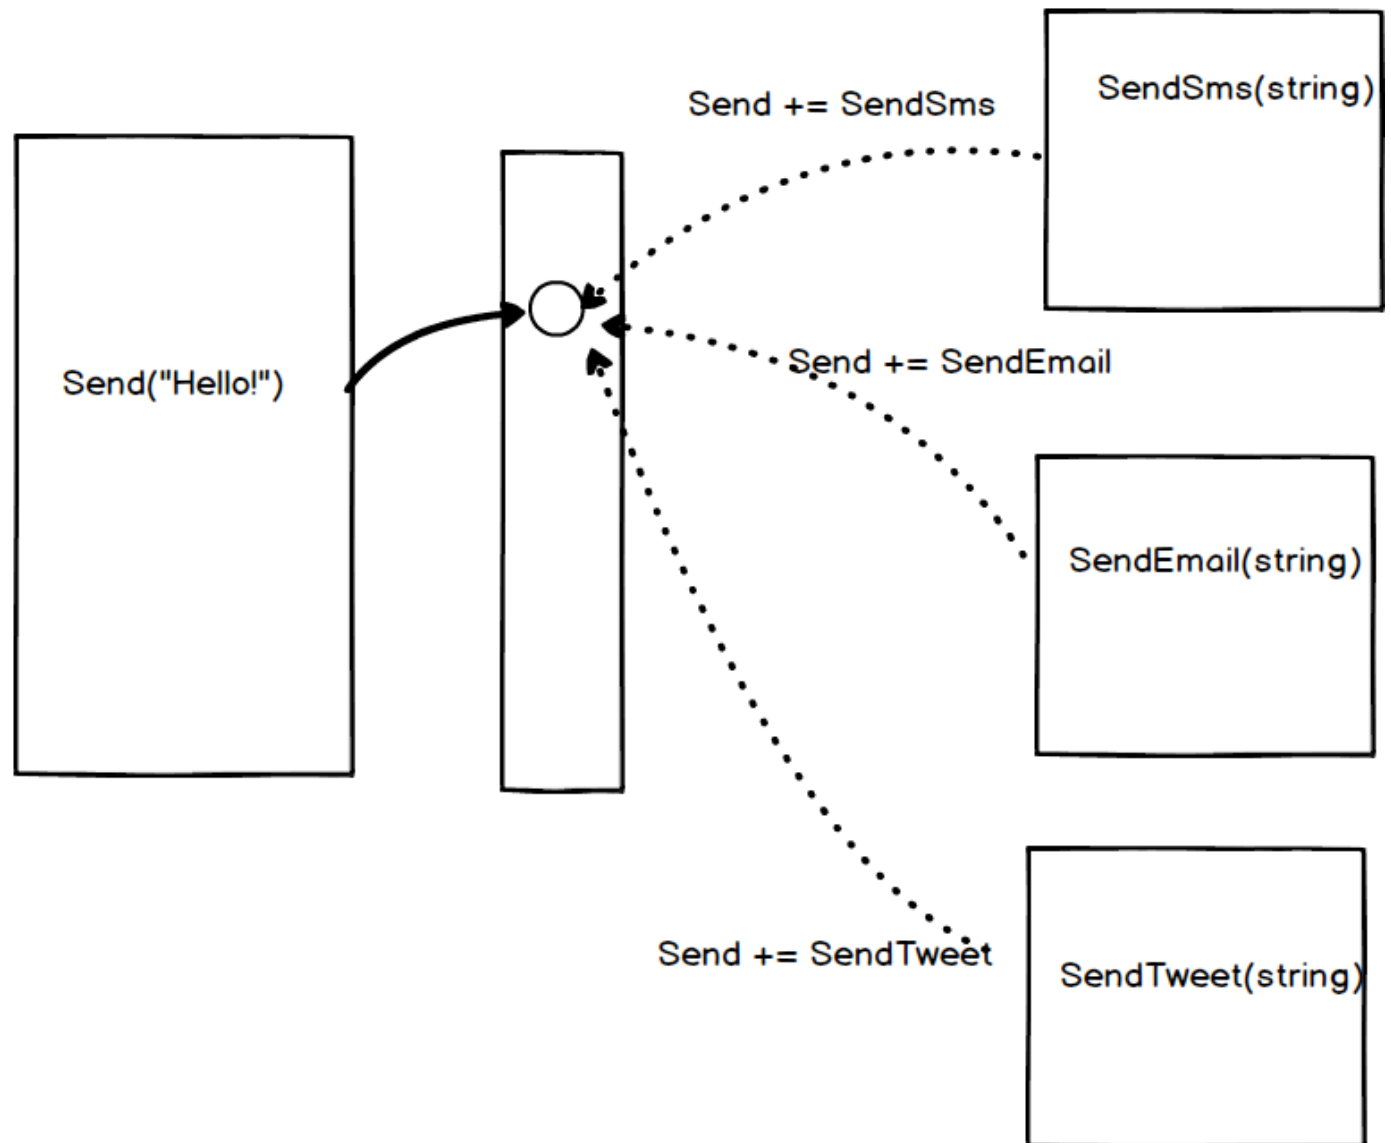 SendSms(string)
Send += SendSms
Send += SendEmail
Send("Hello!")
SendEmail(string)
Send += SendTweet
SendTweet(string)